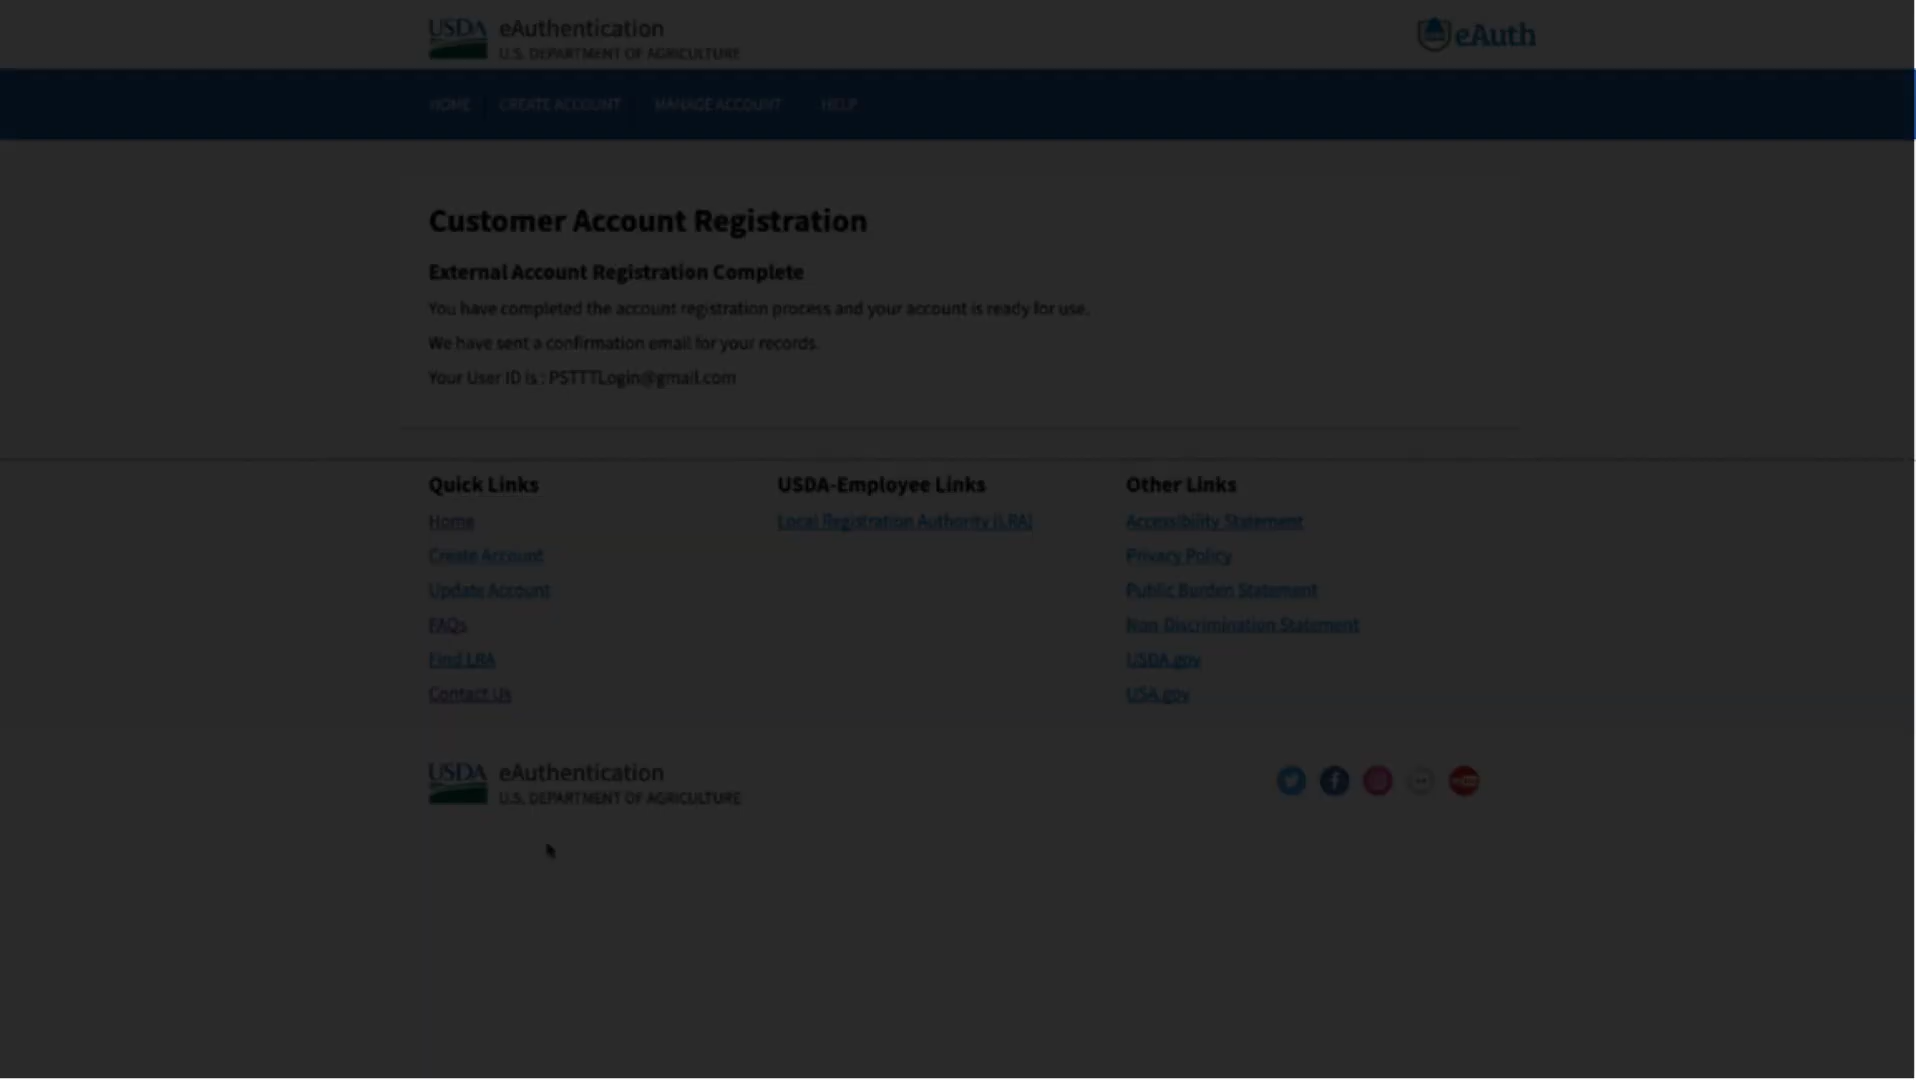 USDA eAuthentication
U.S. DEPARTMENT OF AGRICULTURE
eAuth
HOME CREATE ACCOUNT MANAGE ACCOUNT HELP
Customer Account Registration
External Account Registration Complete
You have completed the account registration process and your account is ready for use.
We have sent a confirmation email for your records.
Your User ID is : PSTTTLogin@gmail.com
Quick Links
Home
Create Account
Update Account
FAQs
Find LRA
Contact Us
USDA-Employee Links
Local Registration Authority (LRA)
Other Links
Accessibility Statement
Privacy Policy
Public Burden Statement
Non-Discrimination Statement
USDA.gov
USA.gov
USDA eAuthentication
U.S. DEPARTMENT OF AGRICULTURE